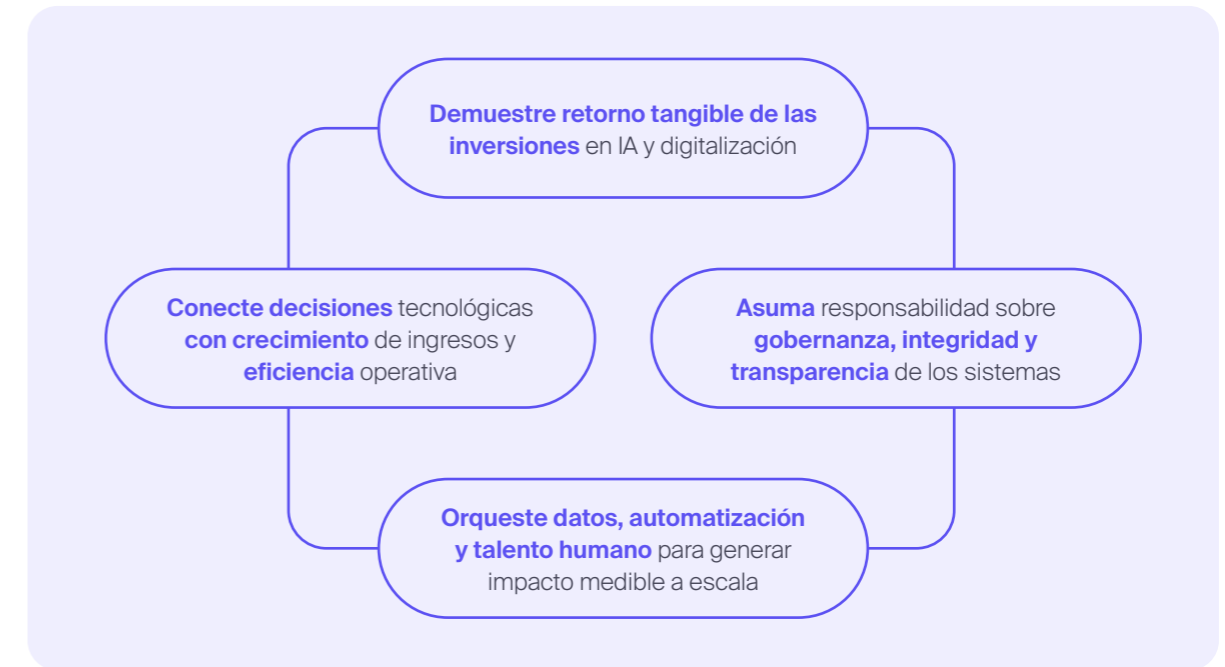 Demuestre retorno tangible de las
inversiones en IA y digitalización
Conecte decisiones tecnológicas
con crecimiento de ingresos y
eficiencia operativa
Asuma responsabilidad sobre
gobernanza, integridad y
transparencia de los sistemas
Orqueste datos, automatización
y talento humano para generar
impacto medible a escala